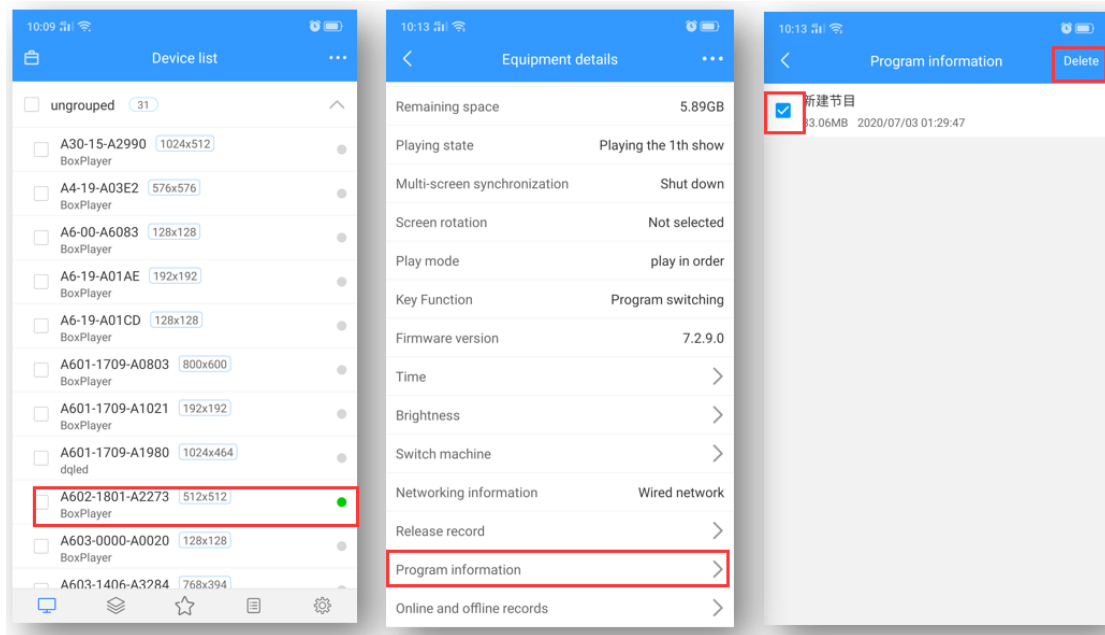 10:09
Device list
ungrouped 31
A30-15-A2990 1024x512
BoxPlayer
A4-19-A03E2 576x576
BoxPlayer
A6-00-A6083 128x128
BoxPlayer
A6-19-A01AE 192x192
BoxPlayer
A6-19-A01CD 128x128
BoxPlayer
A601-1709-A0803 800x600
BoxPlayer
A601-1709-A1021 192x192
BoxPlayer
A601-1709-A1980 1024x464
dqled
A602-1801-A2273 512x512
BoxPlayer
A603-0000-A0020 128x128
BoxPlayer
A603-1406-A3284 768x394
10:13
Equipment details
Remaining space 5.89GB
Playing state Playing the 1th show
Multi-screen synchronization Shut down
Screen rotation Not selected
Play mode play in order
Key Function Program switching
Firmware version 7.2.9.0
Time
Brightness
Switch machine
Networking information Wired network
Release record
Program information
Online and offline records
10:13
Program information Delete
新建节目
33.06MB 2020/07/03 01:29:47